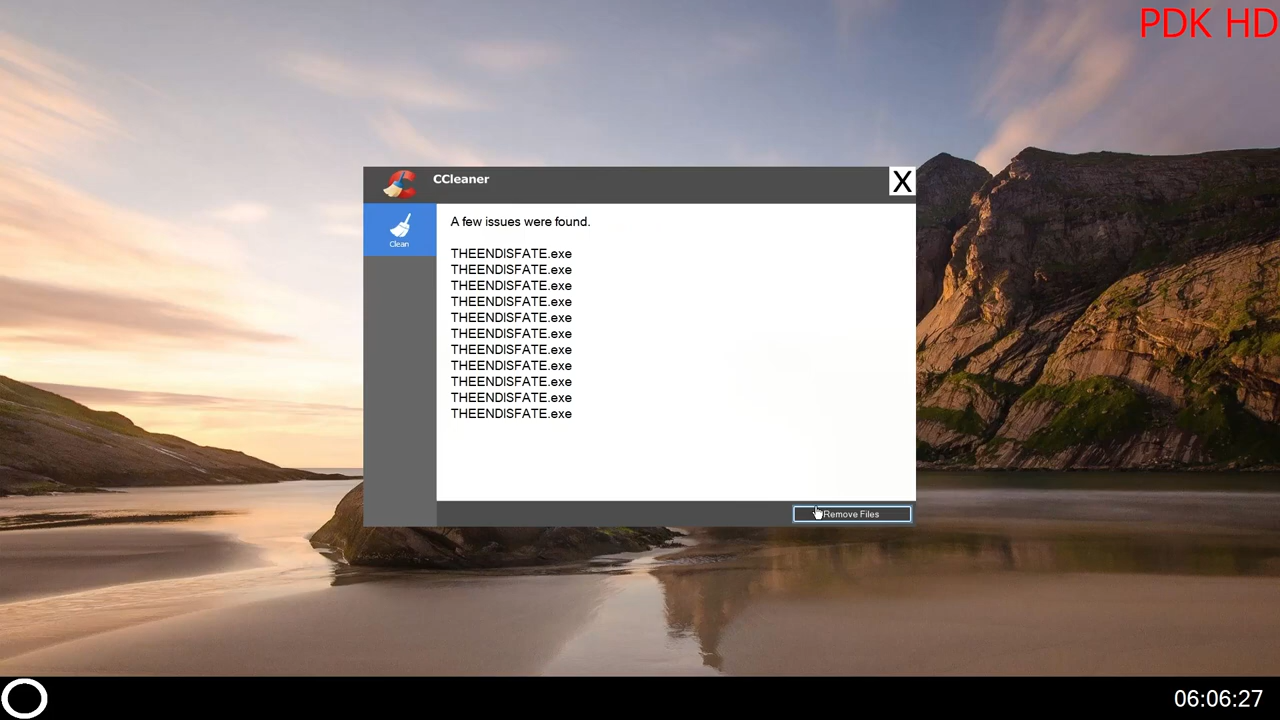 PDK HD
CCleaner
X
Clean
A few issues were found.
THEENDISFATE.exe
THEENDISFATE.exe
THEENDISFATE.exe
THEENDISFATE.exe
THEENDISFATE.exe
THEENDISFATE.exe
THEENDISFATE.exe
THEENDISFATE.exe
THEENDISFATE.exe
THEENDISFATE.exe
THEENDISFATE.exe
Remove Files
06:06:27